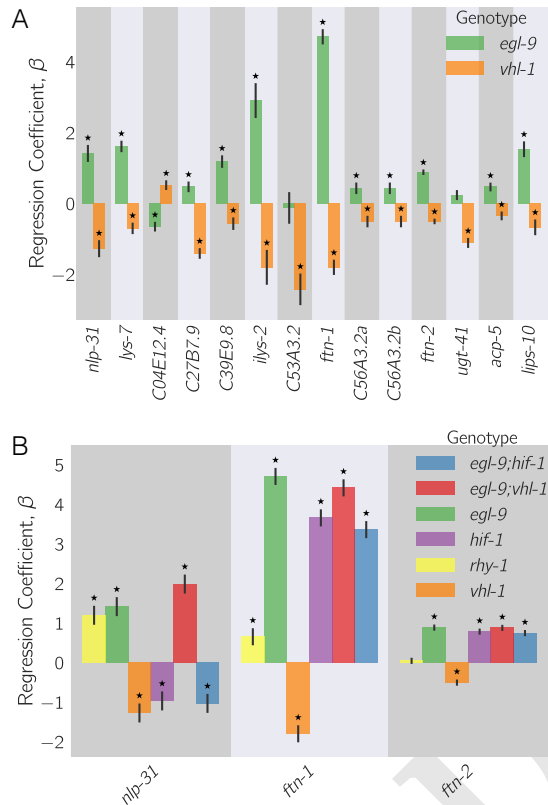 A
Genotype
egl-9
vhl-1
Regression Coefficient, β
4
2
0
−2
nlp-31
lys-7
C04E12.4
C27B7.9
C39E9.8
ilys-2
C53A3.2
ftn-1
C56A3.2a
C56A3.2b
ftn-2
ugt-41
acp-5
lips-10
B
Genotype
egl-9;hif-1
egl-9;vhl-1
egl-9
hif-1
rhy-1
vhl-1
Regression Coefficient, β
5
4
3
2
1
0
−1
−2
nlp-31
ftn-1
ftn-2